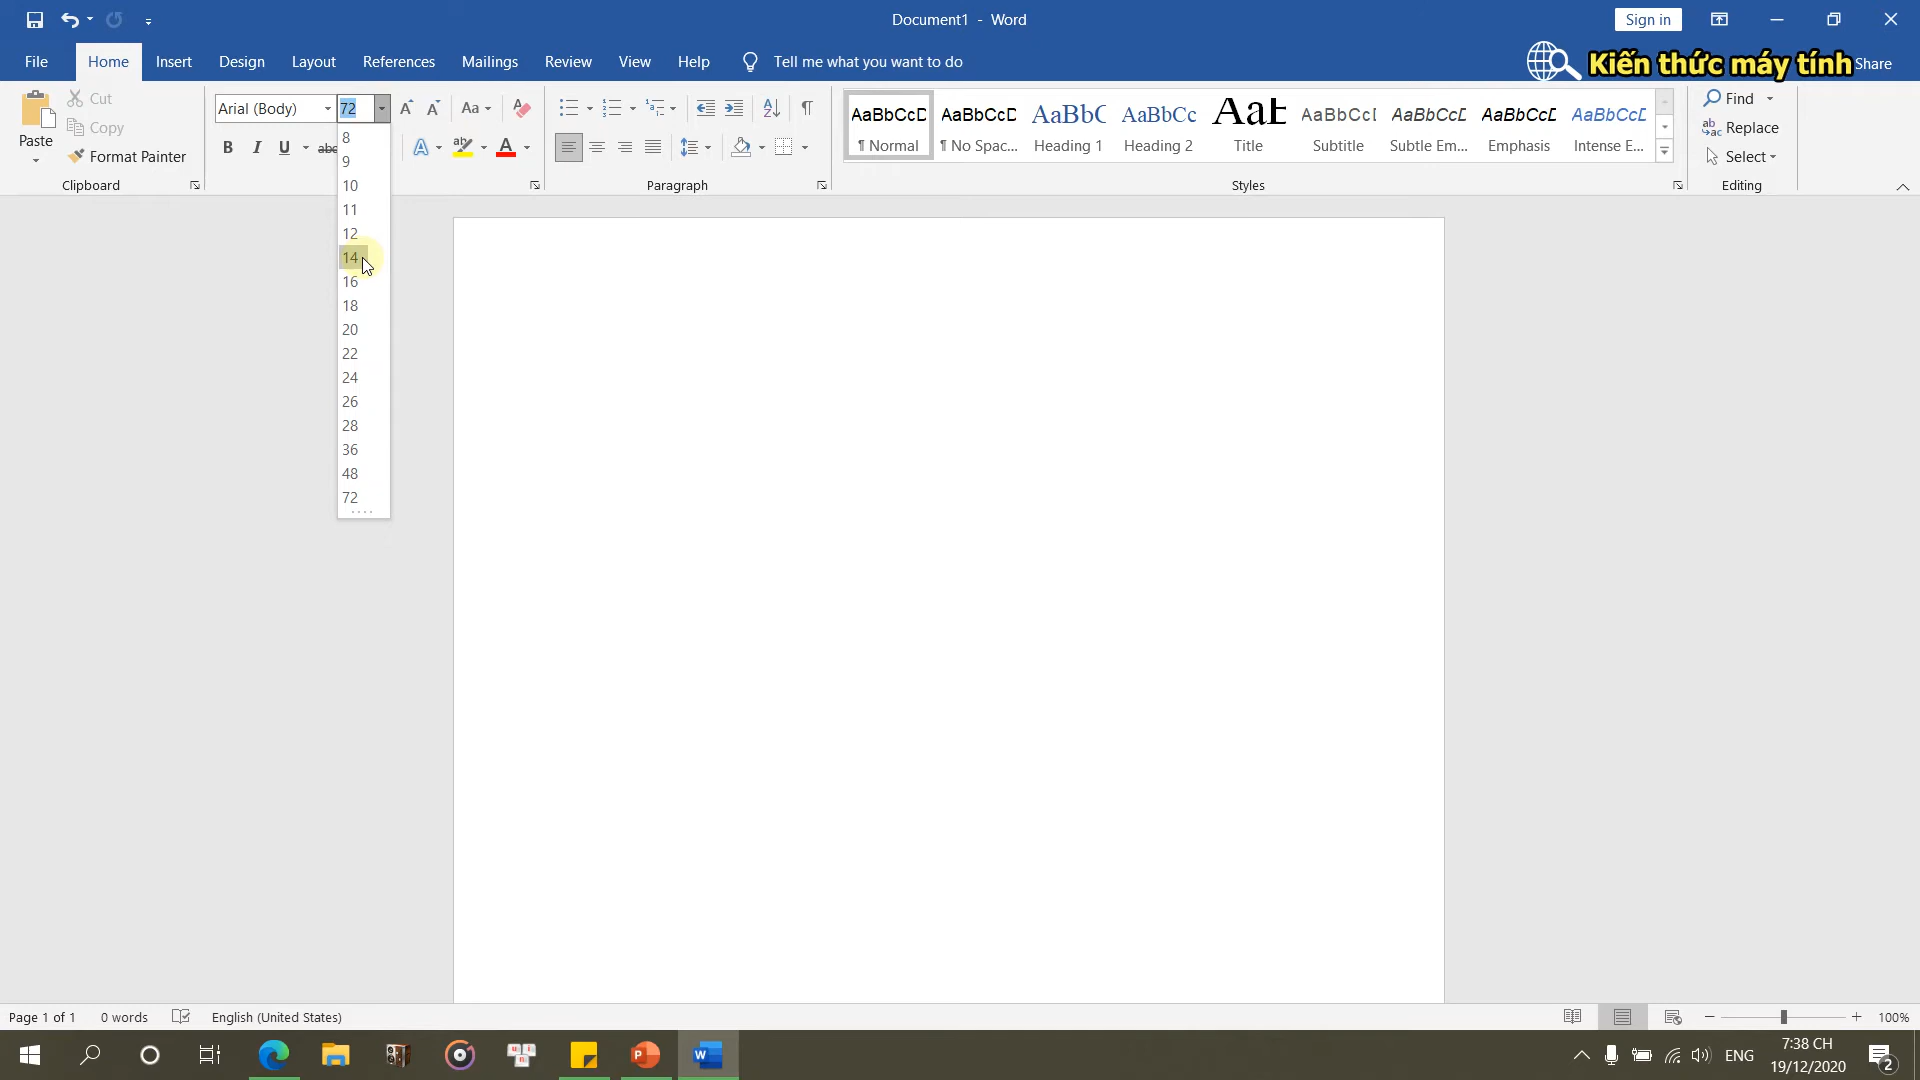 Document1 - Word
Sign in
File
Home
Insert
Design
Layout
References
Mailings
Review
View
Help
Tell me what you want to do
Kiến thức máy tính
Share
Paste
Cut
Copy
Format Painter
Clipboard
Arial (Body)
72
Aa
B I U abc
A
ab
A
8
9
10
11
12
14
16
18
20
22
24
26
28
36
48
72
Paragraph
AaBbCcD
¶ Normal
AaBbCcD
¶ No Spac...
AaBbC
Heading 1
AaBbCc
Heading 2
AaB
Title
AaBbCcD
Subtitle
AaBbCcD
Subtle Em...
AaBbCcD
Emphasis
AaBbCcD
Intense E...
Styles
Find
Replace
Select
Editing
Page 1 of 1
0 words
English (United States)
100%
ENG
7:38 CH
19/12/2020
2